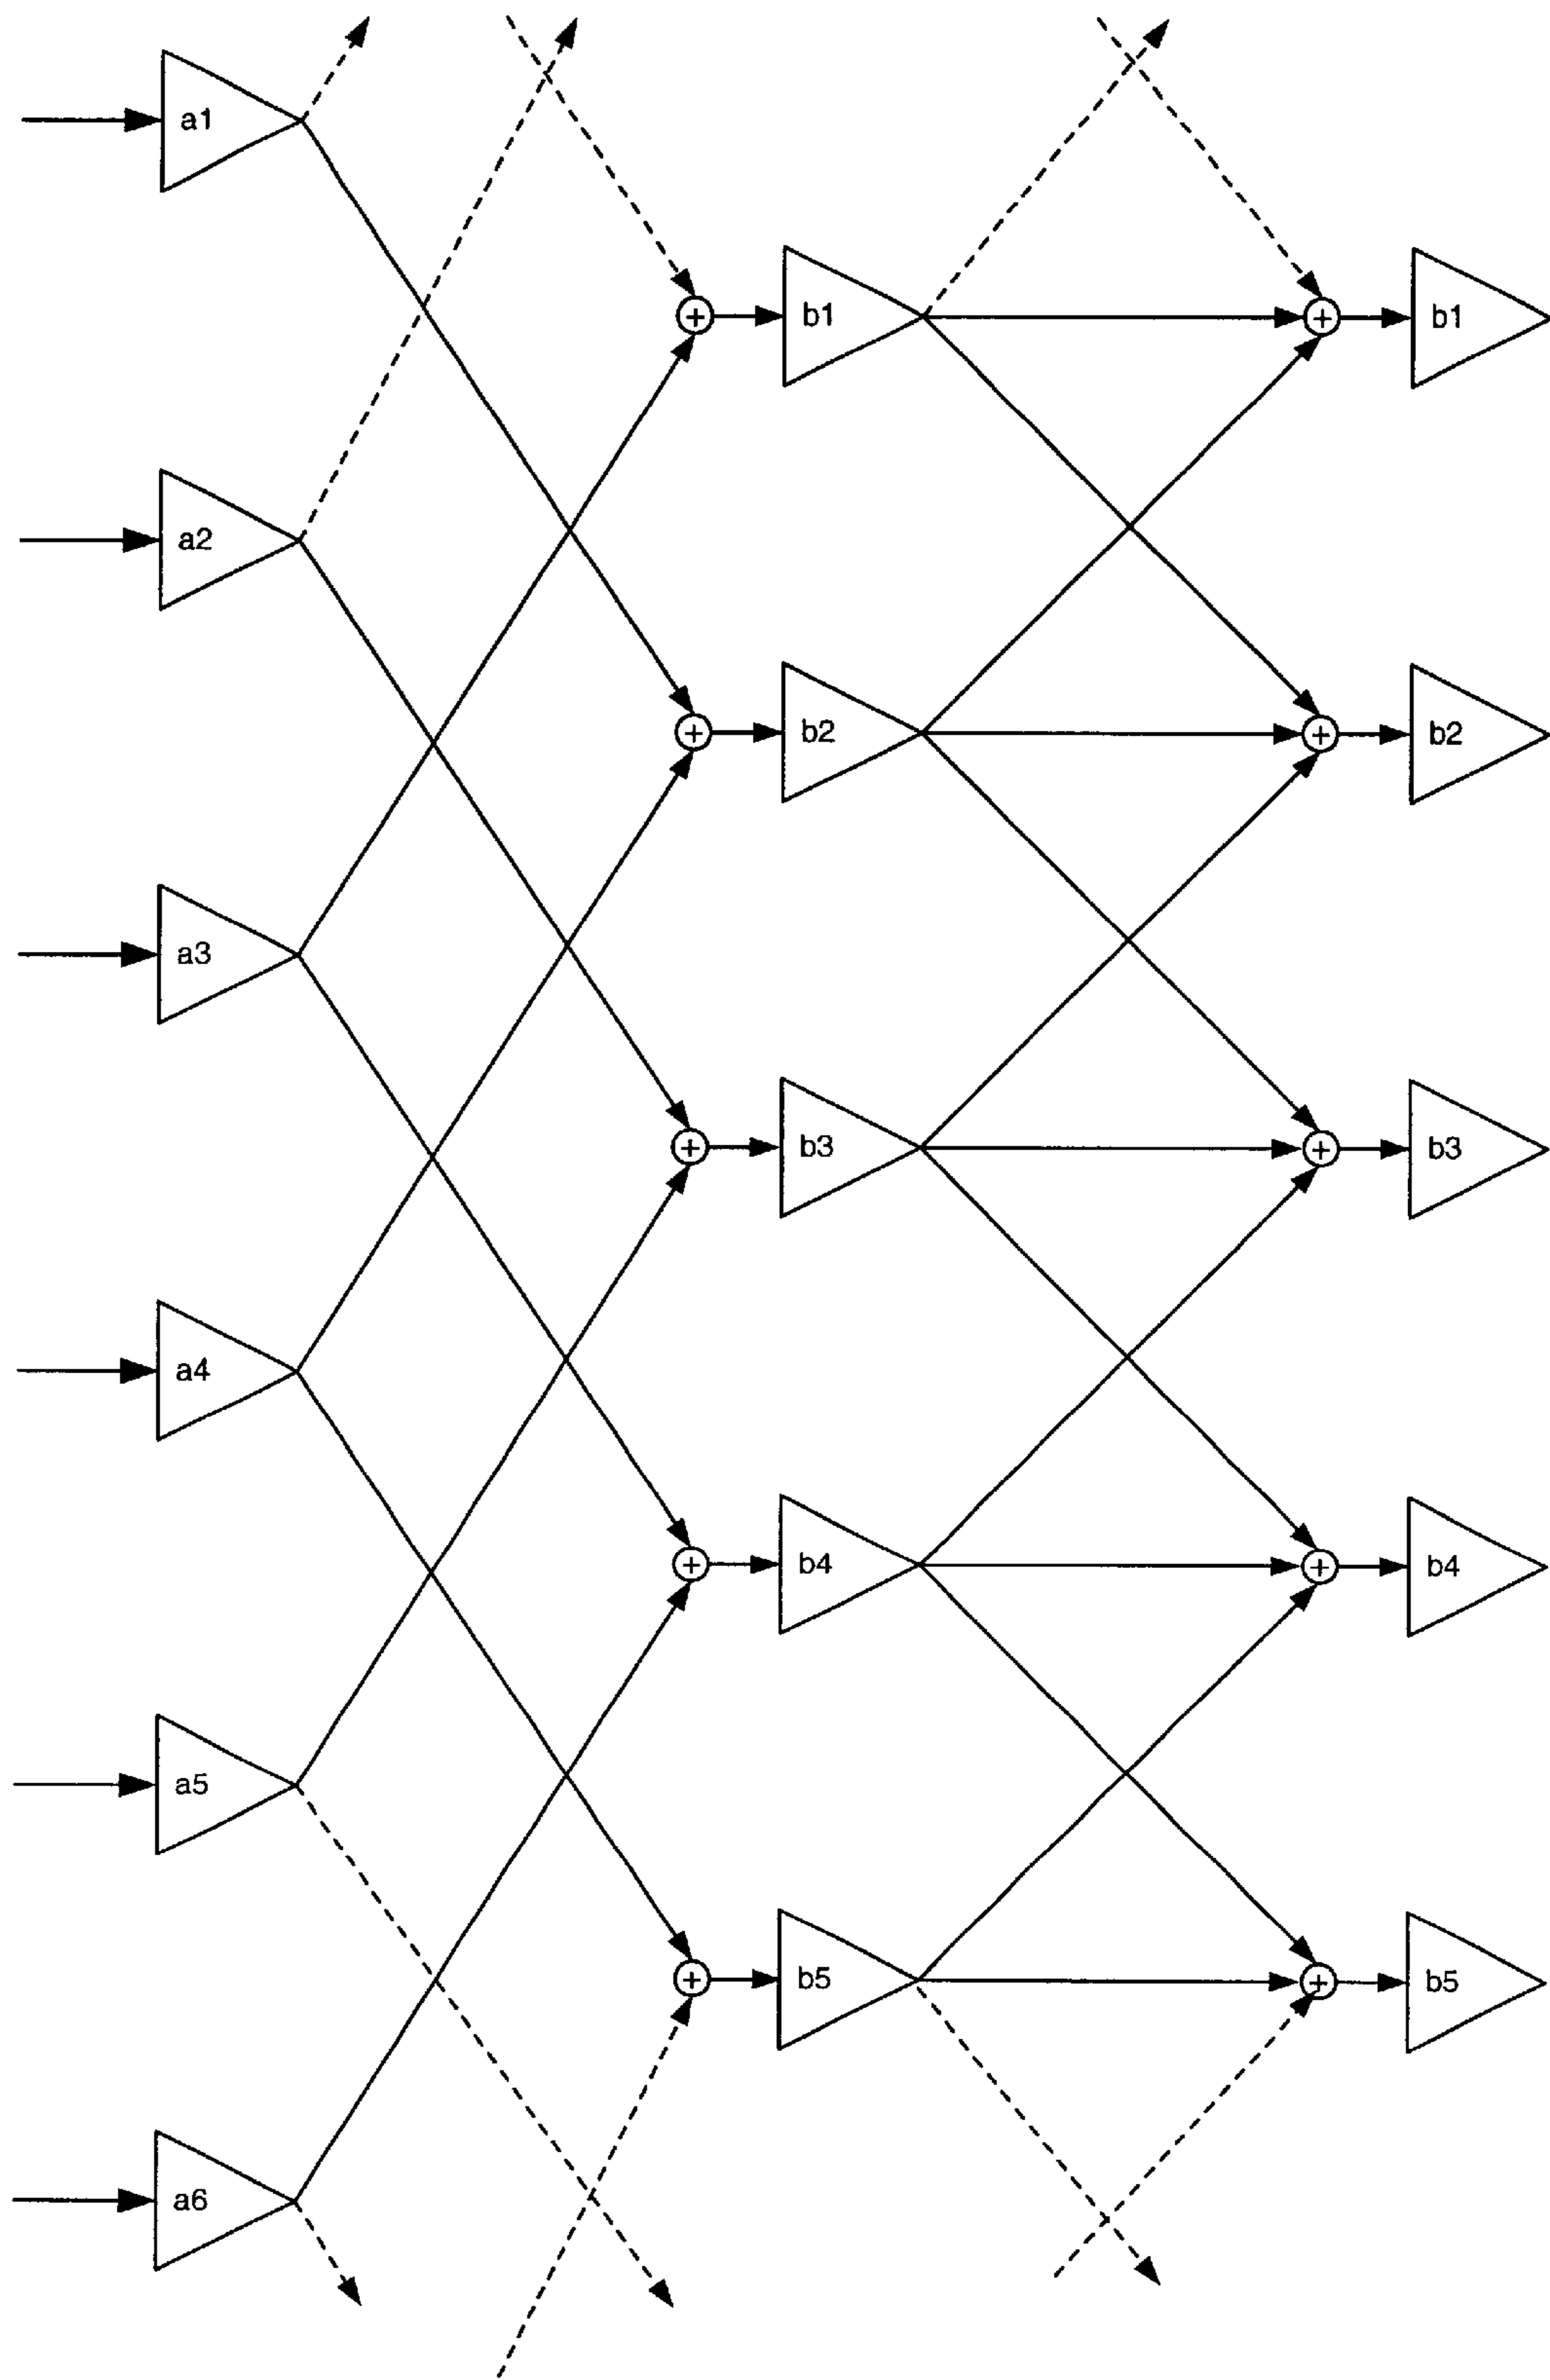 a1
+
b1
+
b1
a2
+
b2
+
b2
a3
+
b3
+
b3
a4
+
b4
+
b4
a5
+
b5
+
b5
a6